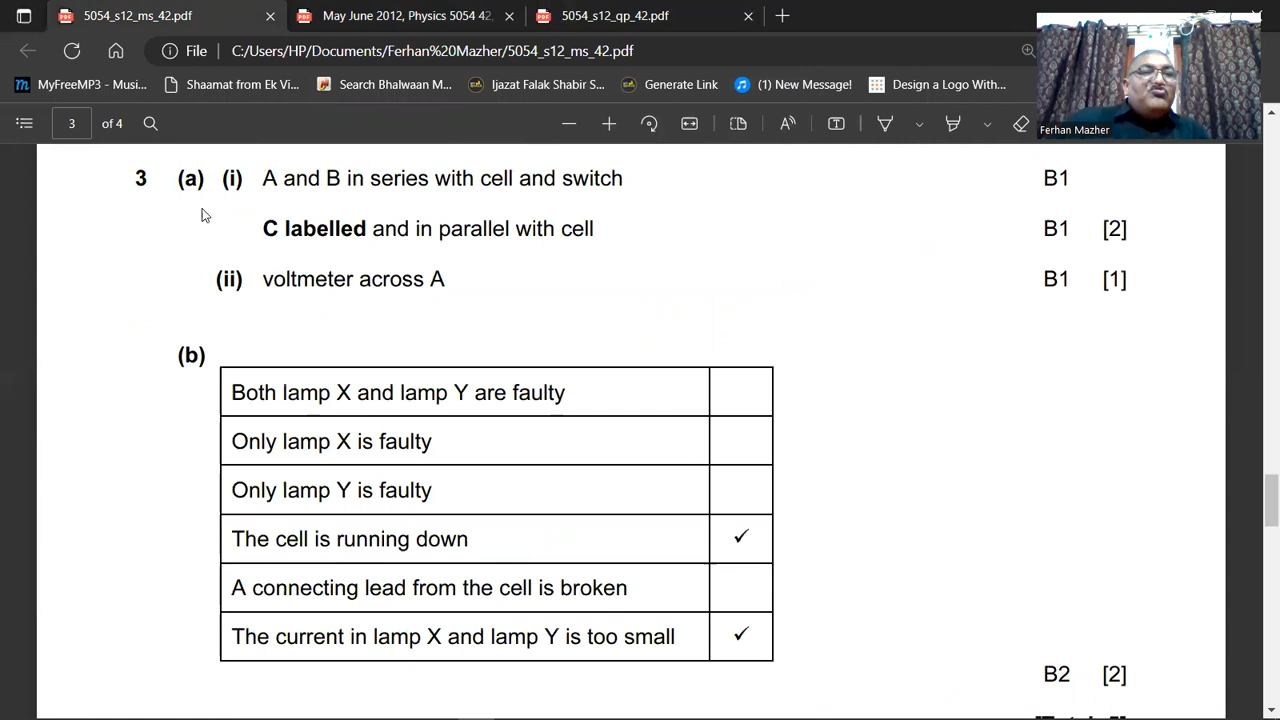 5054_s12_ms_42.pdf
May June 2012, Physics 5054 42,
5054_s12_qp_42.pdf
File C:/Users/HP/Documents/Ferhan%20Mazher/5054_s12_ms_42.pdf
MyFreeMP3 - Musi...
Shaamat from Ek Vi...
Search Bhalwaan M...
Ijazat Falak Shabir S...
Generate Link
(1) New Message!
Design a Logo With...
3 of 4
Ferhan Mazher
3 (a) (i) A and B in series with cell and switch B1
C labelled and in parallel with cell B1 [2]
(ii) voltmeter across A B1 [1]
(b)
Both lamp X and lamp Y are faulty
Only lamp X is faulty
Only lamp Y is faulty
The cell is running down ✓
A connecting lead from the cell is broken
The current in lamp X and lamp Y is too small ✓
B2 [2]